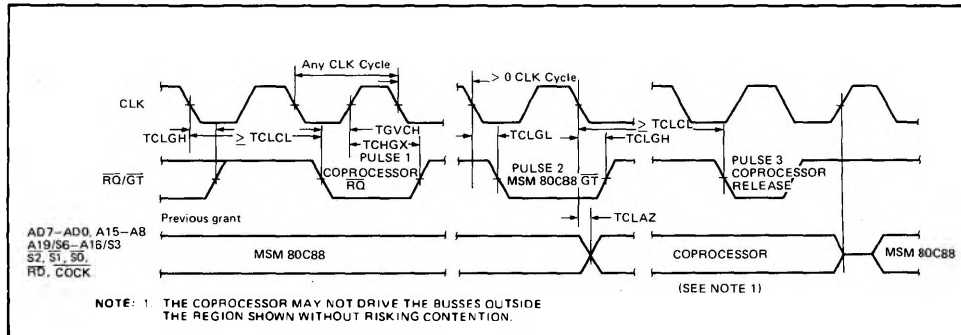 Any CLK Cycle
> 0 CLK Cycle
CLK
TCLGH
≥ TCLCL
TGVCH
TCHGX
TCLGL
≥ TCLCL
TCLGH
PULSE 1
COPROCESSOR
RQ
PULSE 2
MSM 80C88 GT
PULSE 3
COPROCESSOR
RELEASE
RQ/GT
Previous grant
TCLAZ
AD7-AD0, A15-A8
A19/S6-A16/S3
S2, S1, S0,
RD, COCK
MSM 80C88
COPROCESSOR
MSM 80C88
(SEE NOTE 1)
NOTE: 1. THE COPROCESSOR MAY NOT DRIVE THE BUSSES OUTSIDE
THE REGION SHOWN WITHOUT RISKING CONTENTION.